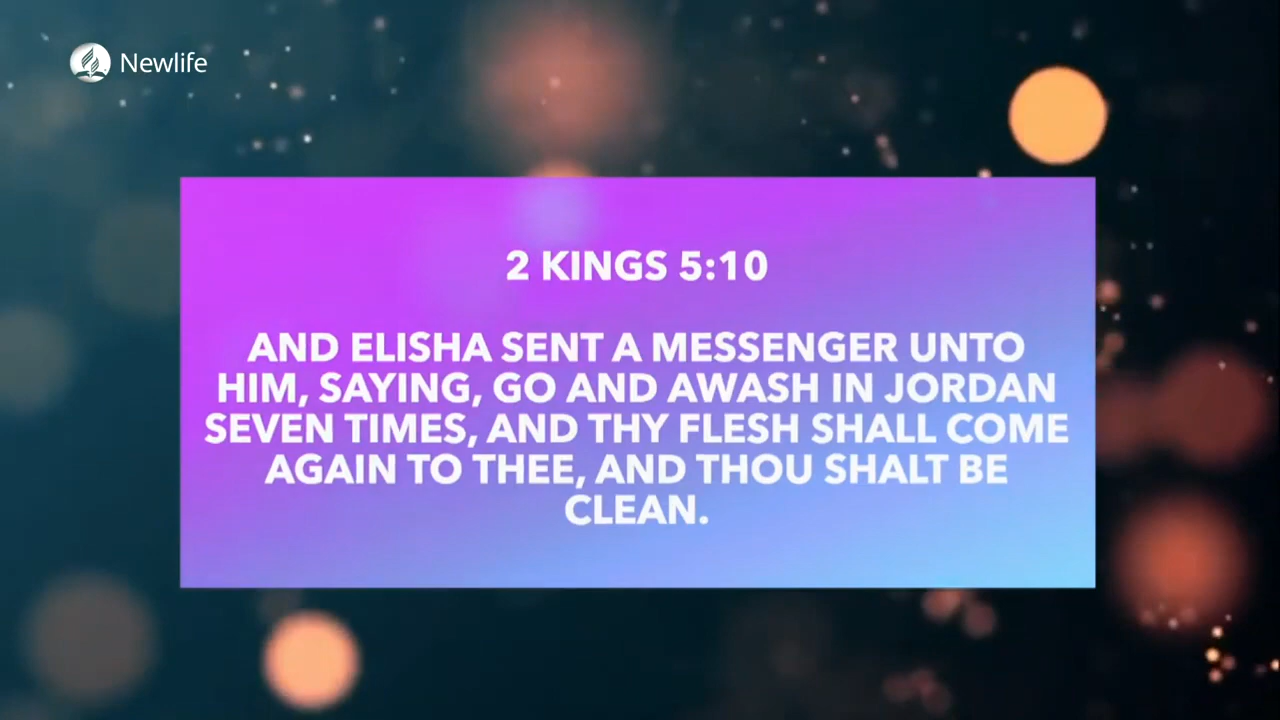 Newlife
2 KINGS 5:10
AND ELISHA SENT A MESSENGER UNTO
HIM, SAYING, GO AND AWASH IN JORDAN
SEVEN TIMES, AND THY FLESH SHALL COME
AGAIN TO THEE, AND THOU SHALT BE
CLEAN.